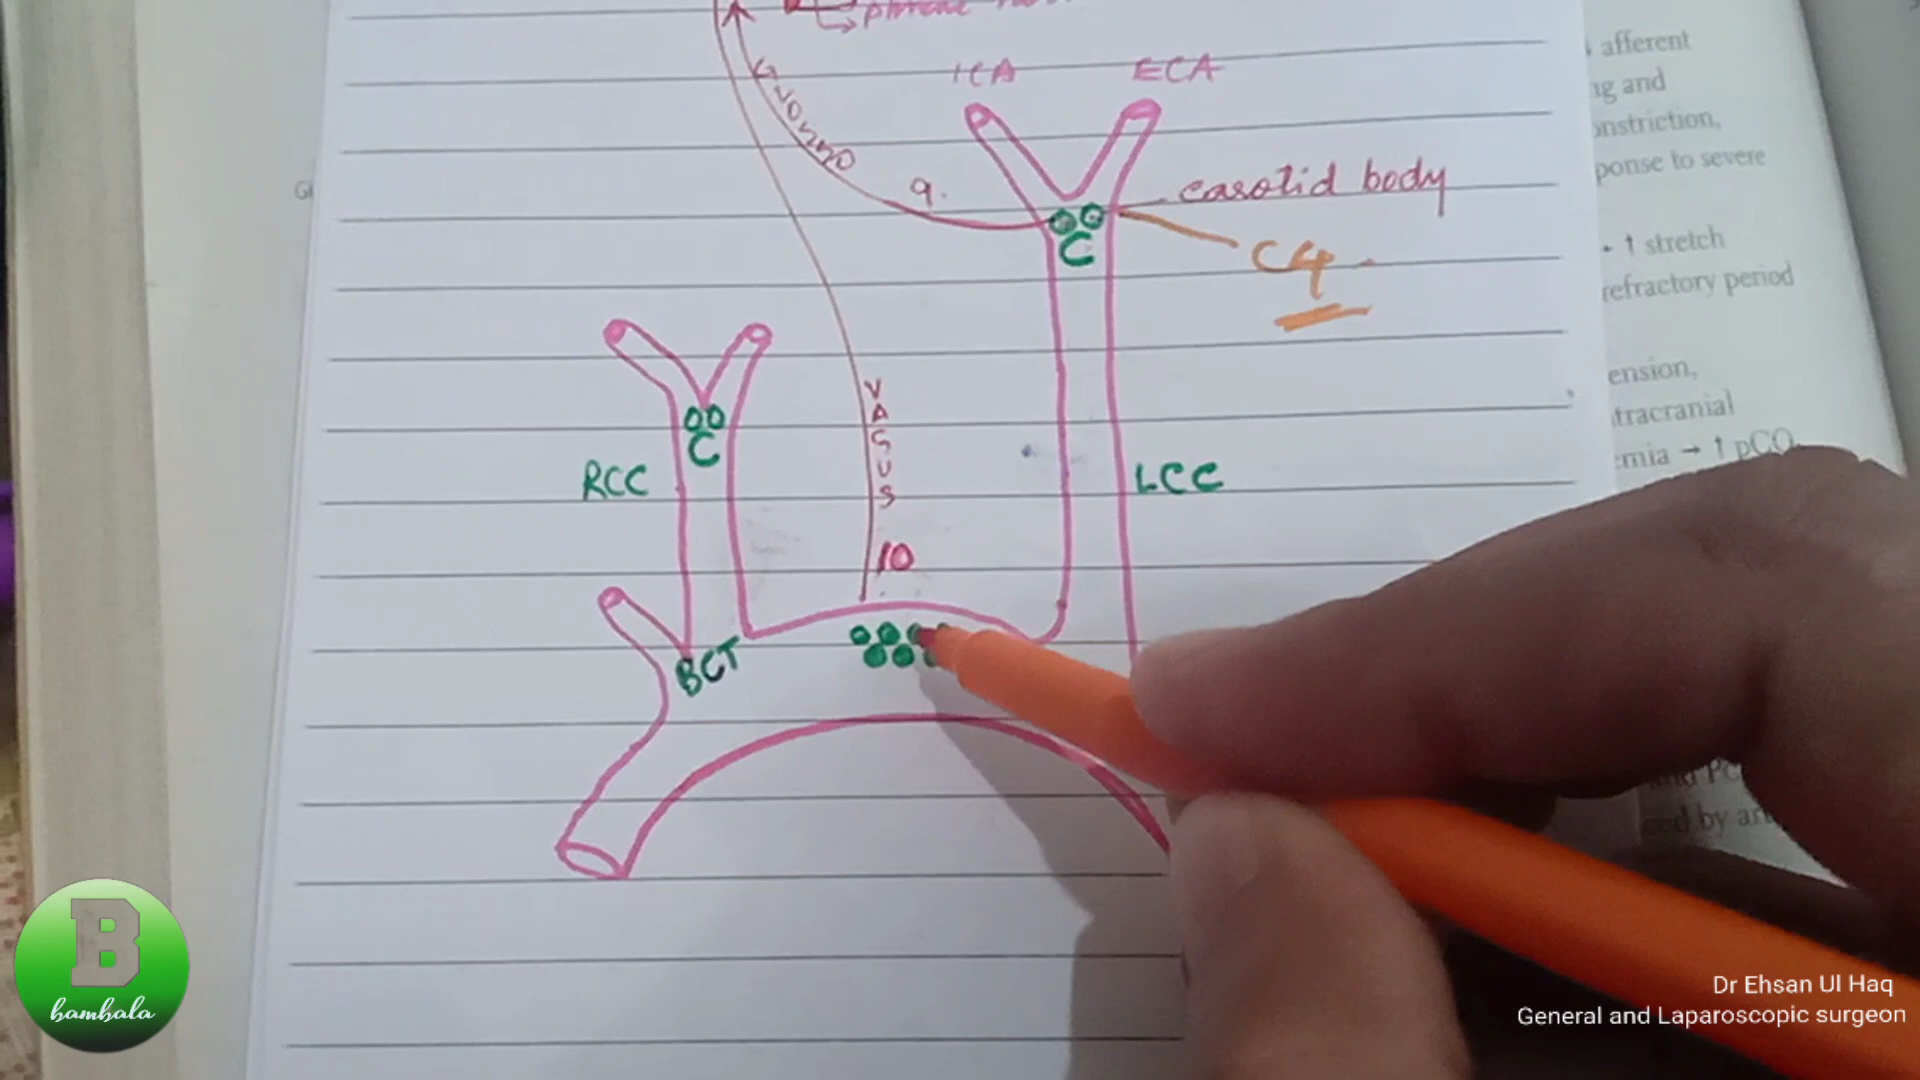 ICA
ECA
9.
carotid body
C
C4
C
RCC
LCC
VAGUS
10
BCT
afferent
and
constriction,
ponse to severe
↑ stretch
refractory period
ension,
tracranial
mia → ↑ pCO
B
bambala
Dr Ehsan Ul Haq
General and Laparoscopic surgeon